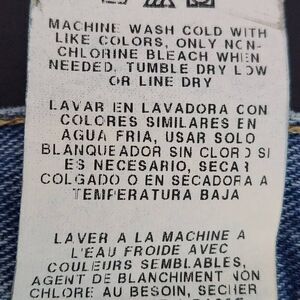 MACHINE WASH COLD WITH
LIKE COLORS, ONLY NON-
CHLORINE BLEACH WHEN
NEEDED. TUMBLE DRY LOW
OR LINE DRY
LAVAR EN LAVADORA CON
COLORES SIMILARES EN
AGUA FRIA, USAR SOLO
BLANQUEADOR SIN CLORO SI
ES NECESARIO, SECAR
COLGADO O EN SECADORA A
TEMPERATURA BAJA
LAVER A LA MACHINE A
L'EAU FROIDE AVEC
COULEURS SEMBLABLES,
AGENT DE BLANCHIMENT NON
CHLORE AU BESOIN, SECHER